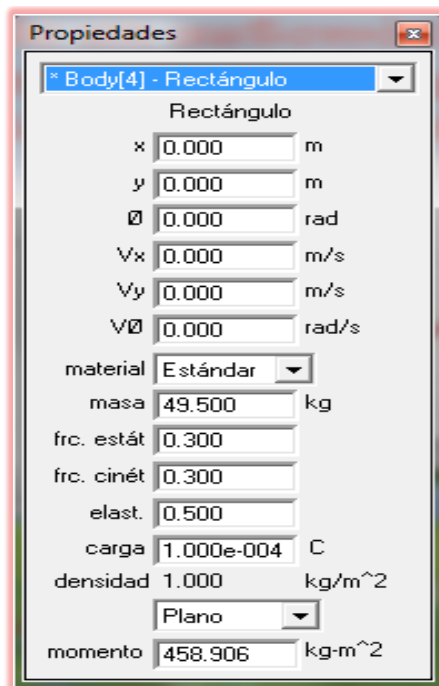 Propiedades
* Body[4] - Rectángulo
Rectángulo
x 0.000 m
y 0.000 m
Ø 0.000 rad
Vx 0.000 m/s
Vy 0.000 m/s
VØ 0.000 rad/s
material Estándar
masa 49.500 kg
frc. estát 0.300
frc. cinét 0.300
elast. 0.500
carga 1.000e-004 C
densidad 1.000 kg/m^2
Plano
momento 458.906 kg-m^2